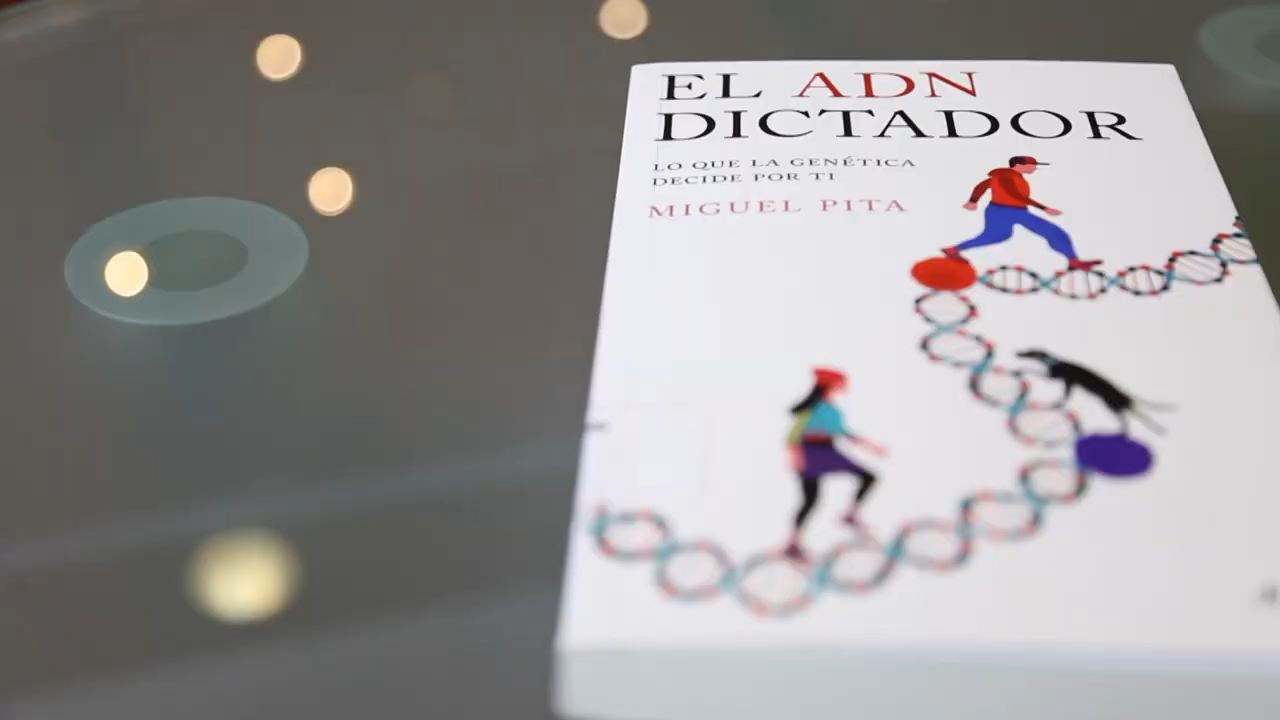 EL ADN
DICTADOR
LO QUE LA GENÉTICA
DECIDE POR TI
MIGUEL PITA